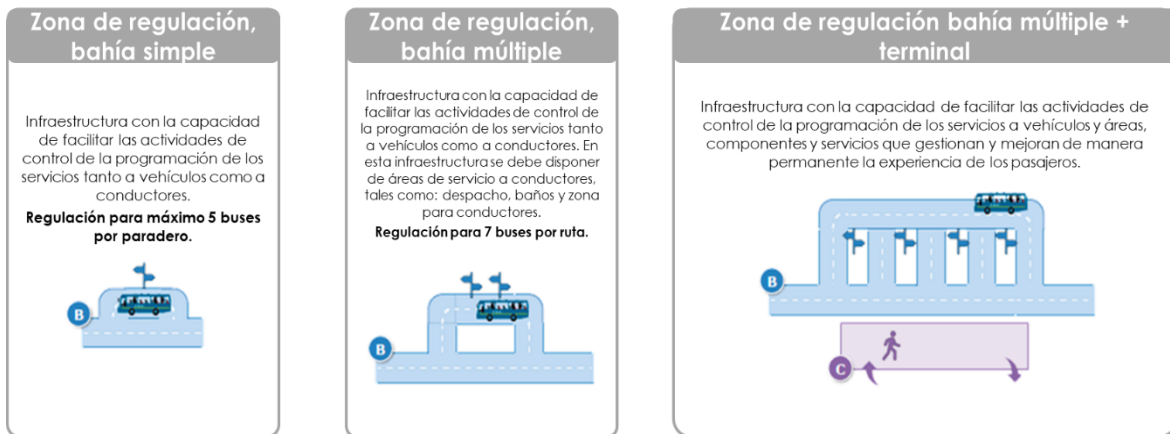 Zona de regulación,
bahía simple
Infraestructura con la capacidad
de facilitar las actividades de
control de la programación de los
servicios tanto a vehículos como a
conductores.
Regulación para máximo 5 buses
por paradero.
B
Zona de regulación,
bahía múltiple
Infraestructura con la capacidad de
facilitar las actividades de control de
la programación de los servicios tanto
a vehículos como a conductores. En
esta infraestructura se debe disponer
de áreas de servicio a conductores,
tales como: despacho, baños y zona
para conductores.
Regulación para 7 buses por ruta.
B
Zona de regulación bahía múltiple +
terminal
Infraestructura con la capacidad de facilitar las actividades de
control de la programación de los servicios a vehículos y áreas,
componentes y servicios que gestionan y mejoran de manera
permanente la experiencia de los pasajeros.
B
C